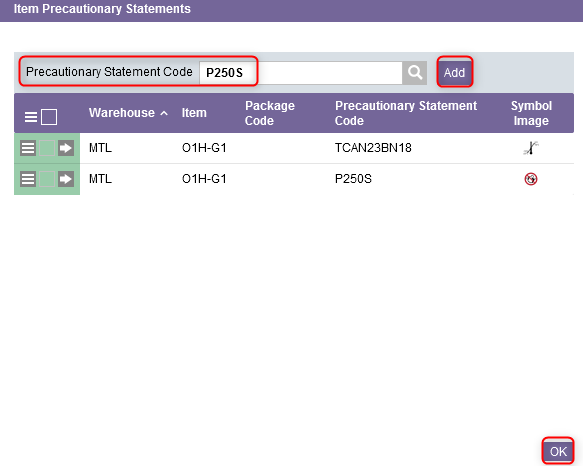 Item Precautionary Statements
Precautionary Statement Code P250S Add
Warehouse Item Package Code Precautionary Statement Code Symbol Image
MTL O1H-G1 TCAN23BN18
MTL O1H-G1 P250S
OK